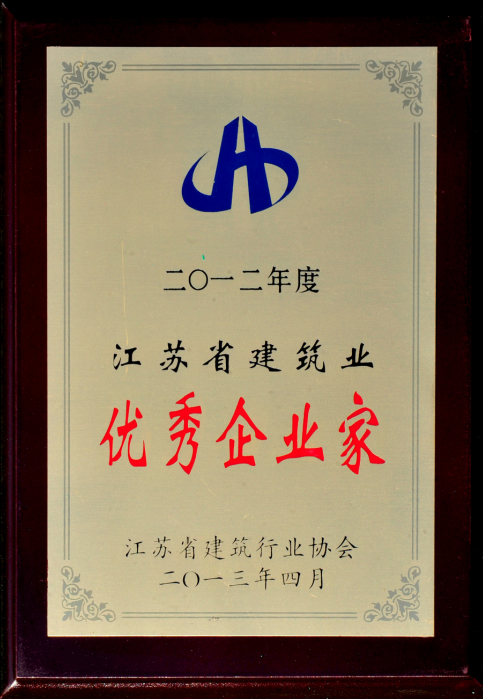 二〇一二年度
江苏省建筑业
优秀企业家
江苏省建筑行业协会
二〇一三年四月